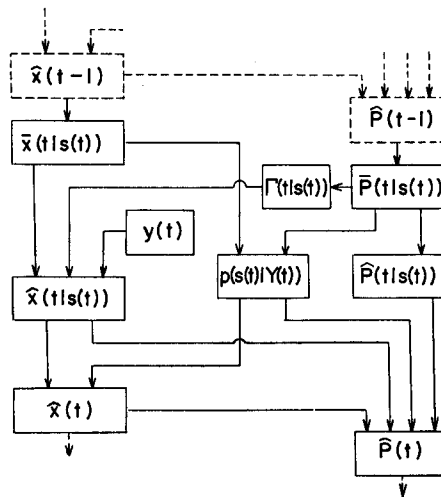 x̂(t-1)
P̂(t-1)
x̄(t|s(t))
Γ(t|s(t))
P̄(t|s(t))
y(t)
x̂(t|s(t))
p(s(t)|Y(t))
P̂(t|s(t))
x̂(t)
P̂(t)